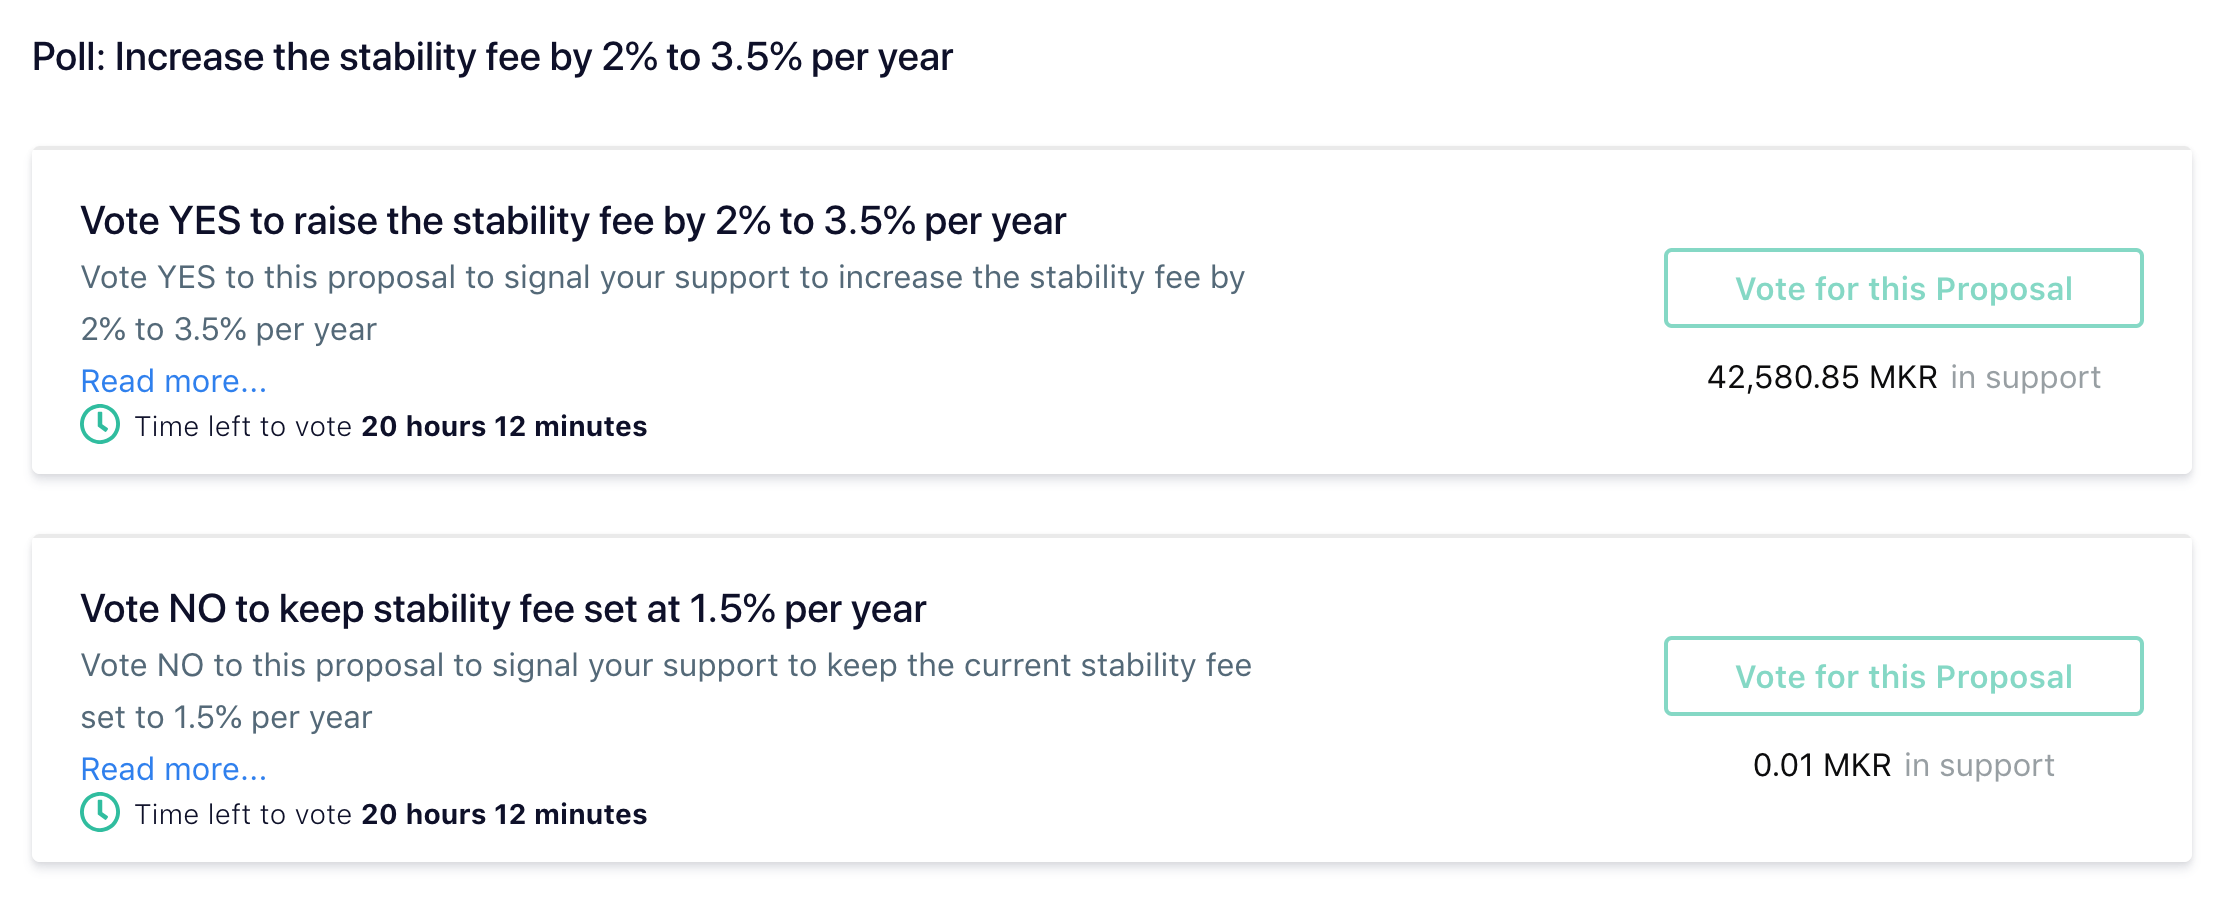 Poll: Increase the stability fee by 2% to 3.5% per year
Vote YES to raise the stability fee by 2% to 3.5% per year
Vote YES to this proposal to signal your support to increase the stability fee by
2% to 3.5% per year
Read more...
Time left to vote 20 hours 12 minutes
Vote for this Proposal
42,580.85 MKR in support
Vote NO to keep stability fee set at 1.5% per year
Vote NO to this proposal to signal your support to keep the current stability fee
set to 1.5% per year
Read more...
Time left to vote 20 hours 12 minutes
Vote for this Proposal
0.01 MKR in support